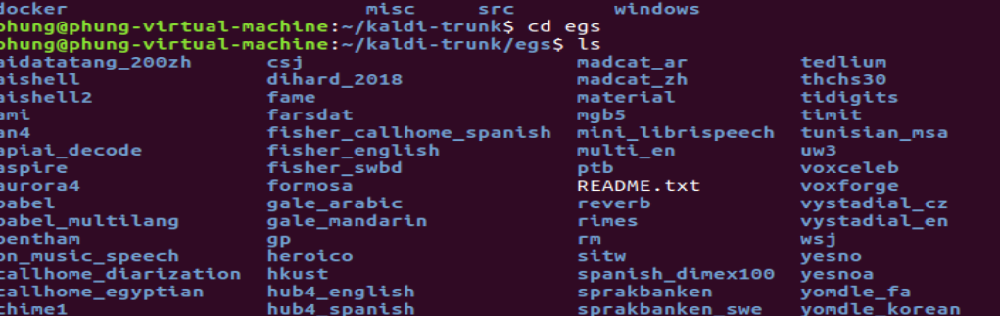 docker misc src windows
phung@phung-virtual-machine:~/kaldi-trunk$ cd egs
phung@phung-virtual-machine:~/kaldi-trunk/egs$ ls
aidatatang_200zh csj madcat_ar tedlium
aishell dihard_2018 madcat_zh thchs30
aishell2 fame material tidigits
ami farsdat mgb5 timit
an4 fisher_callhome_spanish mini_librispeech tunisian_msa
apiai_decode fisher_english multi_en uw3
aspire fisher_swbd ptb voxceleb
aurora4 formosa README.txt voxforge
babel gale_arabic reverb vystadial_cz
babel_multilang gale_mandarin rimes vystadial_en
bentham gp rm wsj
bn_music_speech heroico sitw yesno
callhome_diarization hkust spanish_dimex100 yesnoa
callhome_egyptian hub4_english sprakbanken yomdle_fa
chime1 hub4_spanish sprakbanken_swe yomdle_korean